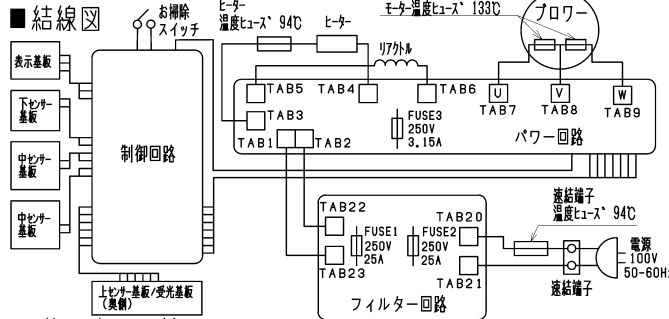 ■結線図
お掃除
スイッチ
ヒーター
温度ヒューズ 94℃
ヒーター
モーター温度ヒューズ 133℃
ブロワー
リアクトル
表示基板
下センサー
基板
中センサー
基板
中センサー
基板
制御回路
TAB5
TAB4
TAB6
TAB3
TAB1
TAB2
FUSE3
250V
3.15A
U
V
W
TAB7
TAB8
TAB9
パワー回路
TAB22
TAB23
FUSE1
250V
25A
FUSE2
250V
25A
TAB20
TAB21
フィルター回路
速結端子
温度ヒューズ 94℃
速結端子
電源
100V
50-60Hz
上センサー基板/受光基板
(奥側)